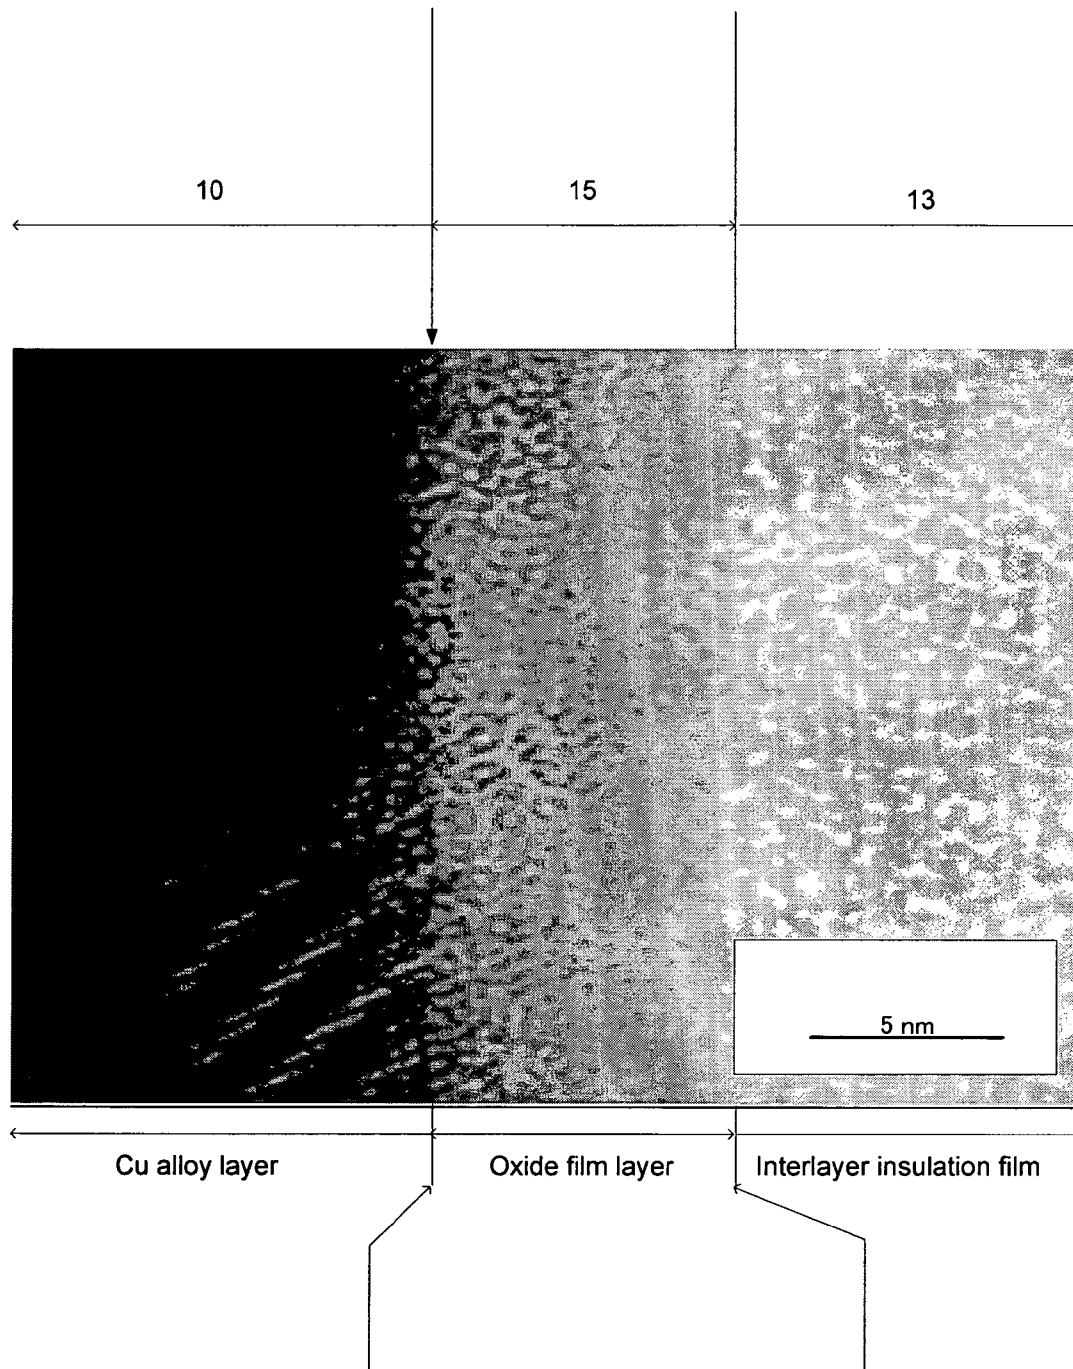 10
15
13
5 nm
Cu alloy layer
Oxide film layer
Interlayer insulation film